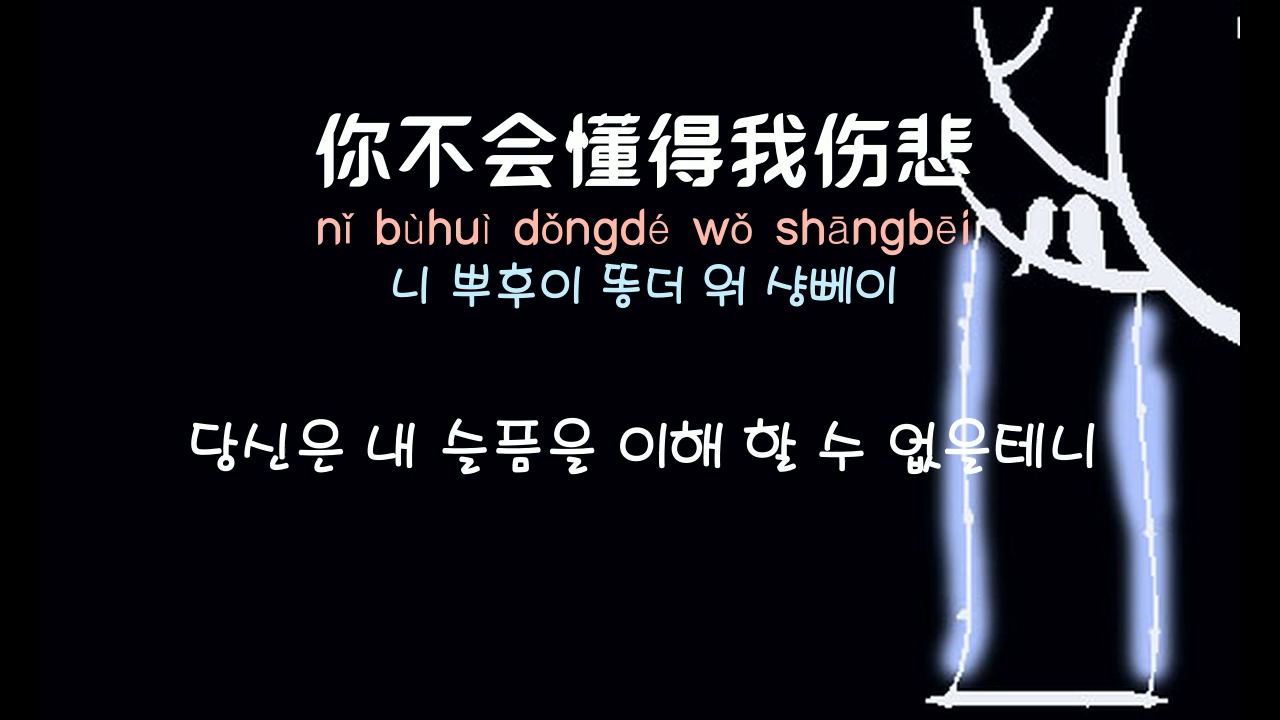 你不会懂得我伤悲
nǐ bùhuì dǒngdé wǒ shāngbēi
니 뿌후이 똥더 워 샹뻬이
당신은 내 슬픔을 이해 할 수 없을테니